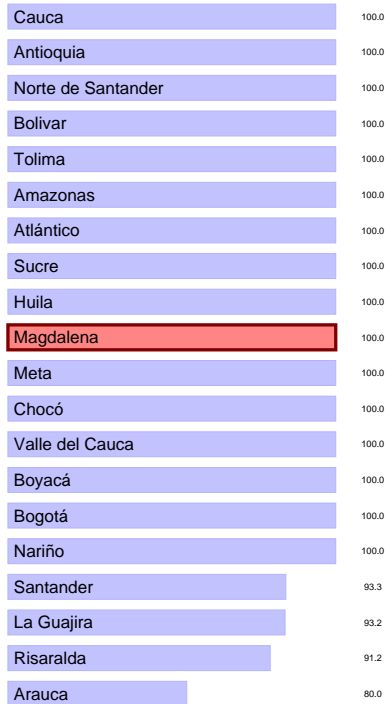 Cauca 100.0
Antioquia 100.0
Norte de Santander 100.0
Bolivar 100.0
Tolima 100.0
Amazonas 100.0
Atlántico 100.0
Sucre 100.0
Huila 100.0
Magdalena 100.0
Meta 100.0
Chocó 100.0
Valle del Cauca 100.0
Boyacá 100.0
Bogotá 100.0
Nariño 100.0
Santander 93.3
La Guajira 93.2
Risaralda 91.2
Arauca 80.0